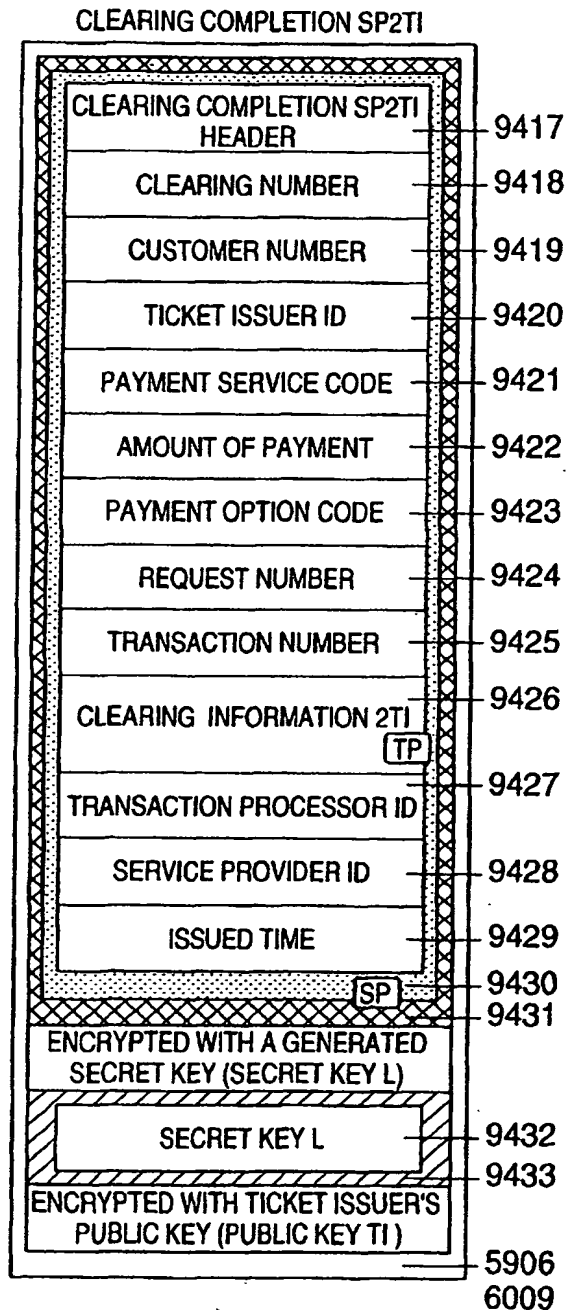 CLEARING COMPLETION SP2TI
CLEARING COMPLETION SP2TI
HEADER
9417
CLEARING NUMBER
9418
CUSTOMER NUMBER
9419
TICKET ISSUER ID
9420
PAYMENT SERVICE CODE
9421
AMOUNT OF PAYMENT
9422
PAYMENT OPTION CODE
9423
REQUEST NUMBER
9424
TRANSACTION NUMBER
9425
9426
CLEARING INFORMATION 2TI
TP
9427
TRANSACTION PROCESSOR ID
SERVICE PROVIDER ID
9428
ISSUED TIME
9429
SP
9430
9431
ENCRYPTED WITH A GENERATED
SECRET KEY (SECRET KEY L)
SECRET KEY L
9432
9433
ENCRYPTED WITH TICKET ISSUER'S
PUBLIC KEY (PUBLIC KEY TI )
5906
6009